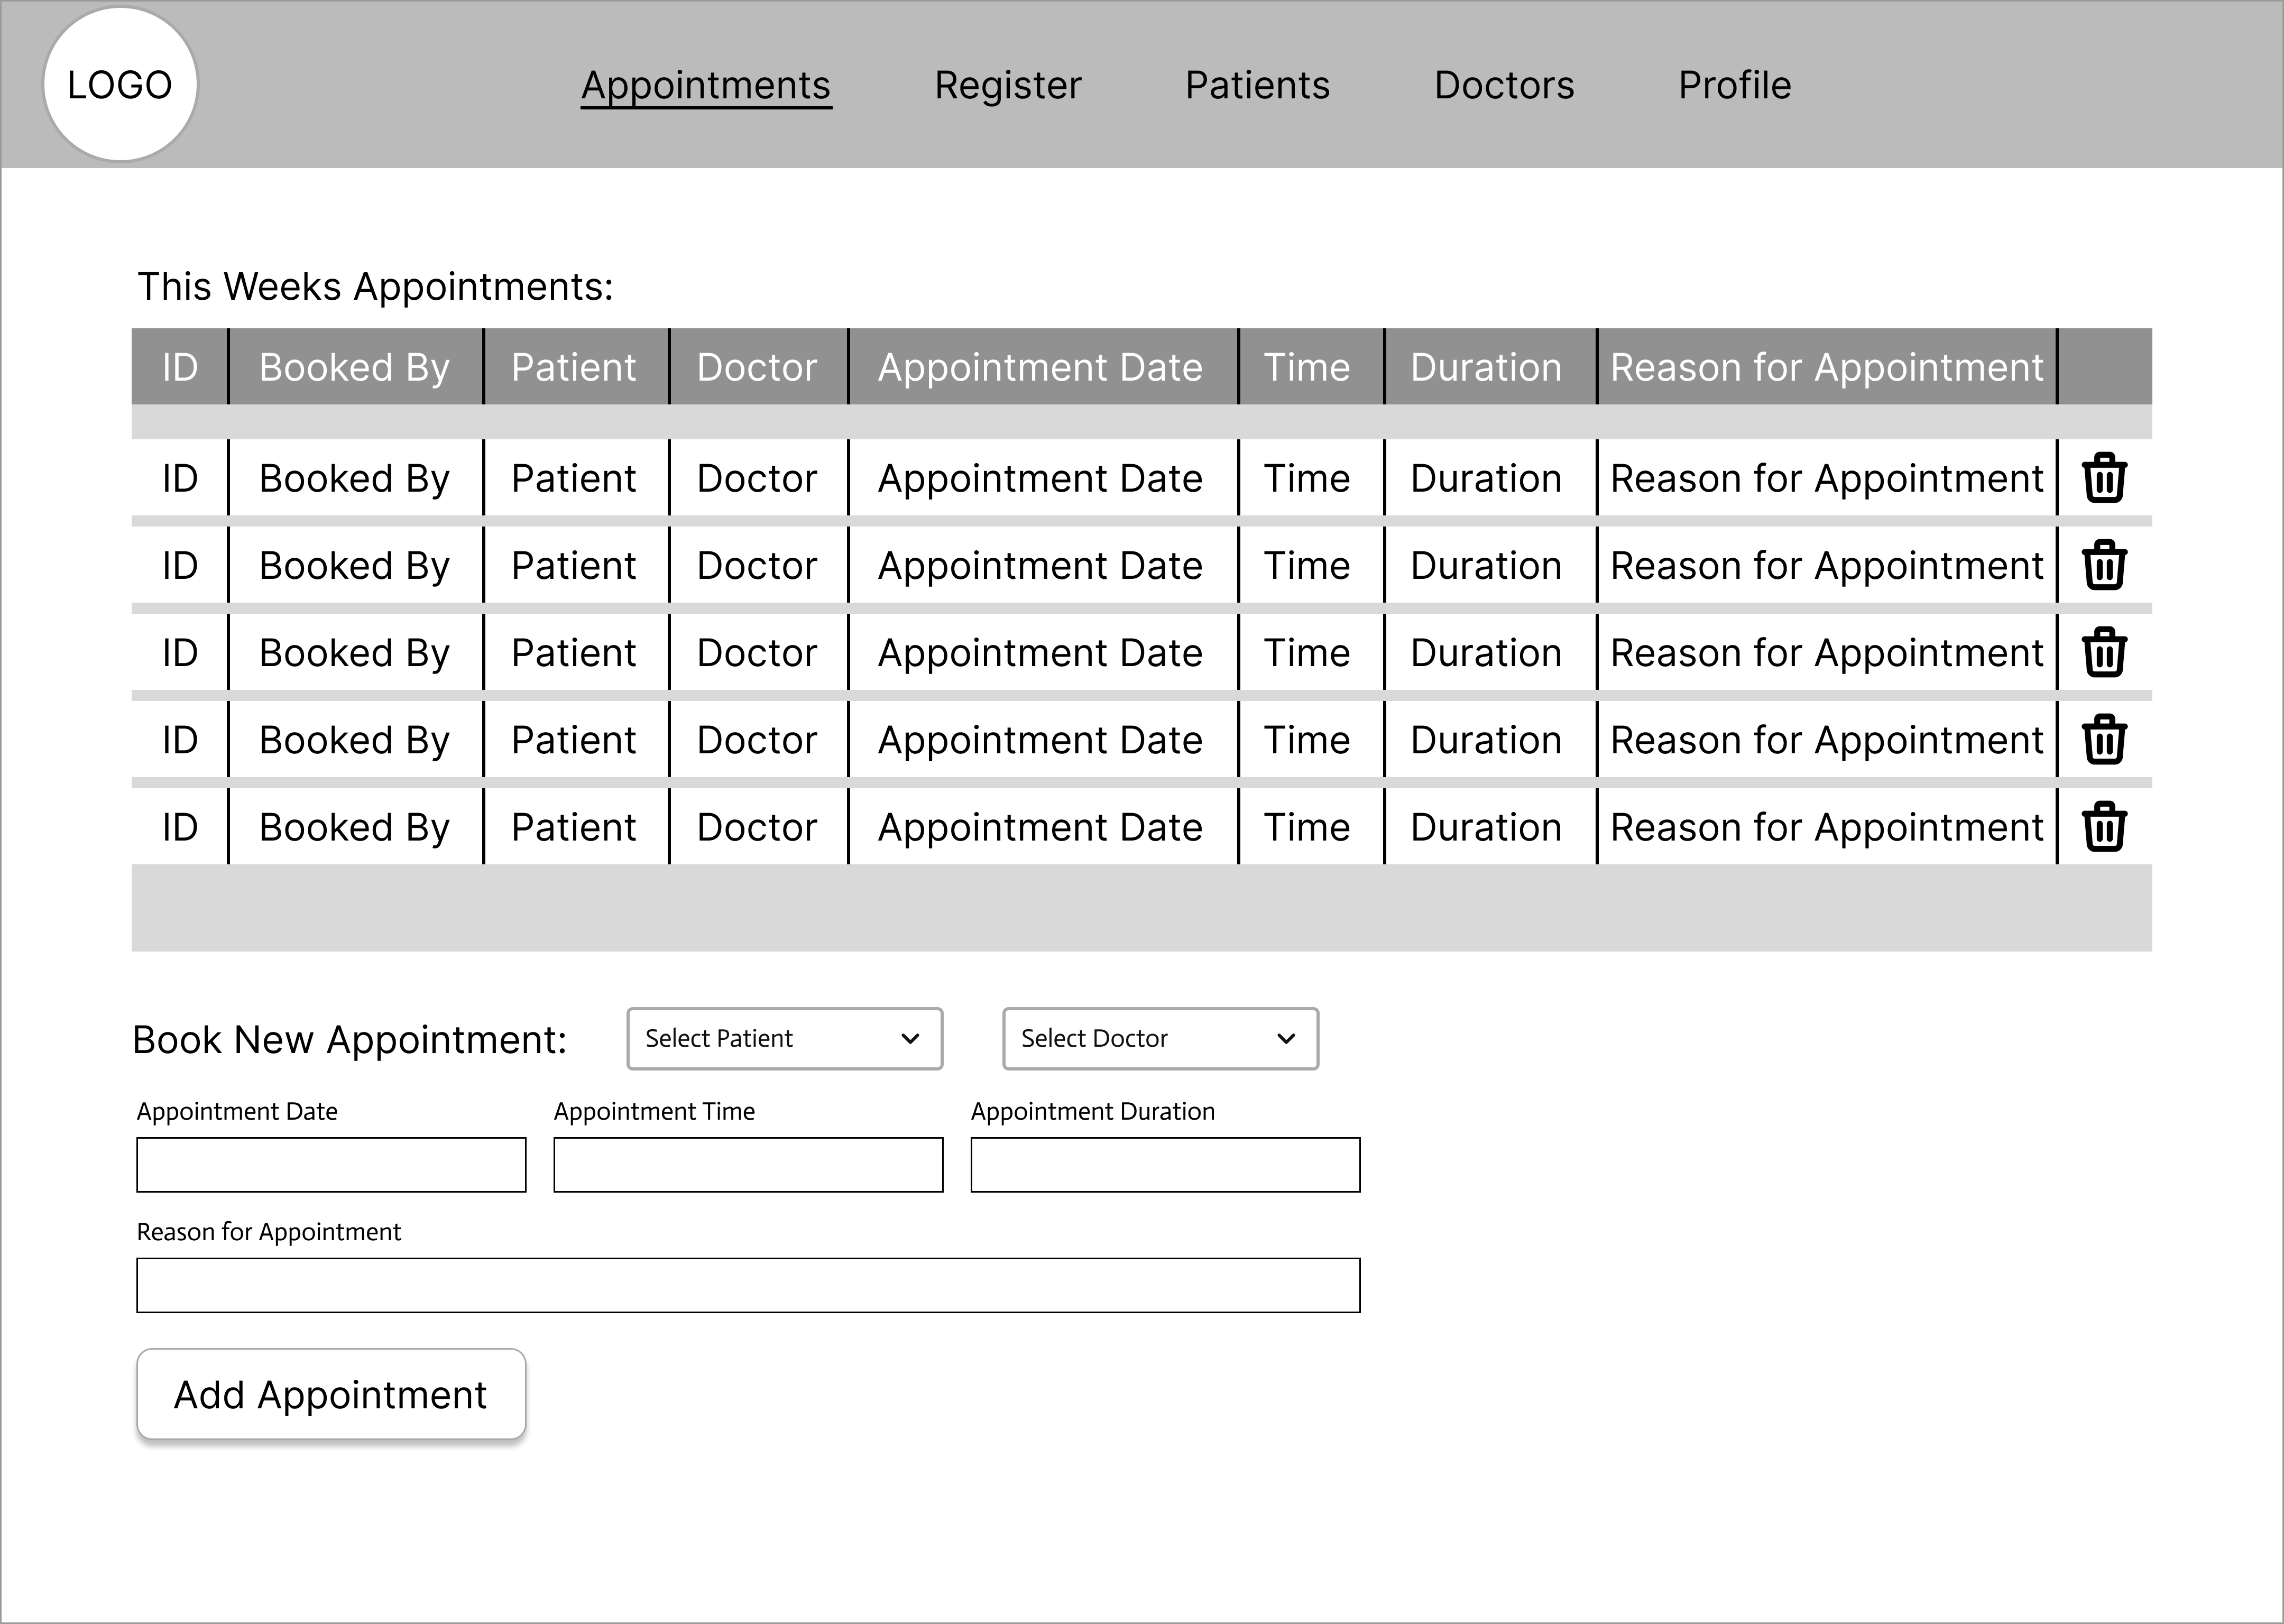 LOGO Appointments Register Patients Doctors Profile
This Weeks Appointments:
ID Booked By Patient Doctor Appointment Date Time Duration Reason for Appointment
ID Booked By Patient Doctor Appointment Date Time Duration Reason for Appointment
ID Booked By Patient Doctor Appointment Date Time Duration Reason for Appointment
ID Booked By Patient Doctor Appointment Date Time Duration Reason for Appointment
ID Booked By Patient Doctor Appointment Date Time Duration Reason for Appointment
ID Booked By Patient Doctor Appointment Date Time Duration Reason for Appointment
Book New Appointment: Select Patient Select Doctor
Appointment Date Appointment Time Appointment Duration
Reason for Appointment
Add Appointment